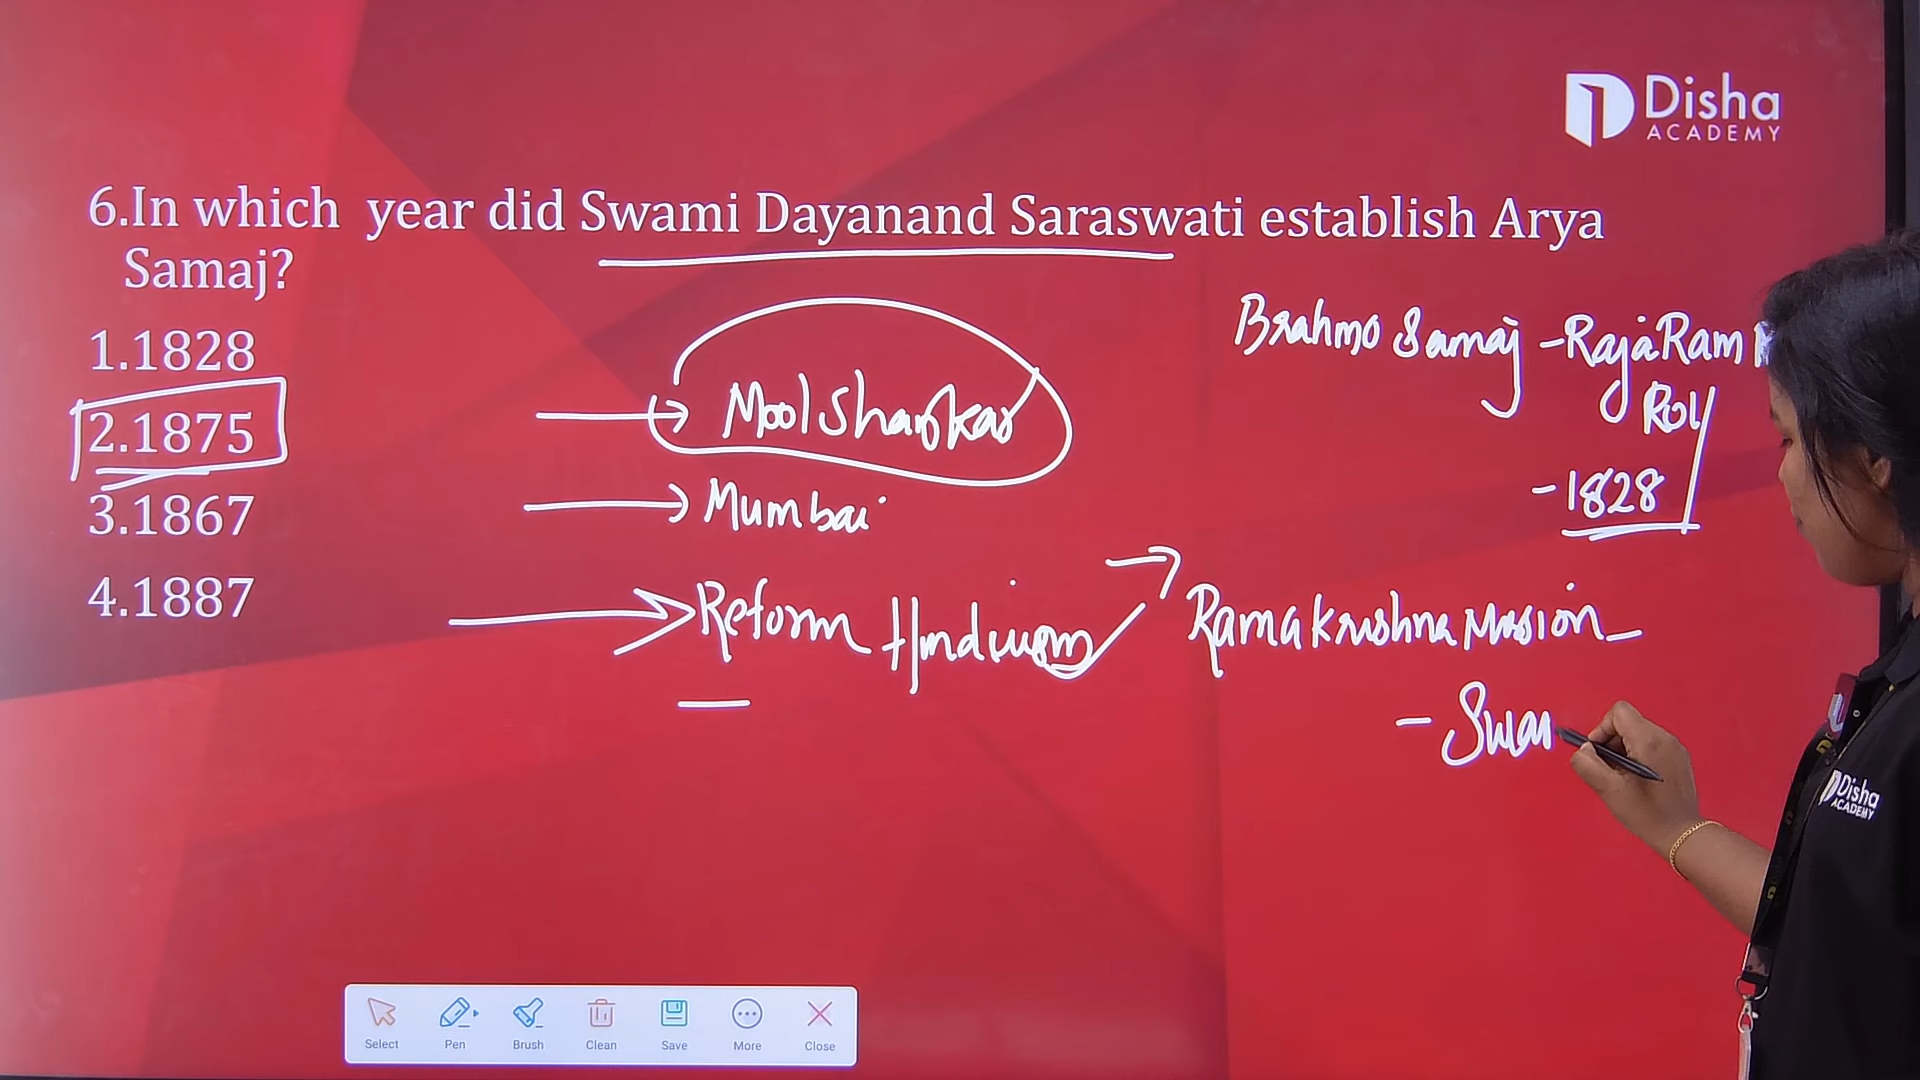 Disha
ACADEMY
6.In which year did Swami Dayanand Saraswati establish Arya
Samaj?
1.1828
2.1875
3.1867
4.1887
Mool Shankar
Mumbai
Reform Hinduism
Brahmo Samaj - Raja Ram
Roy
- 1828
Ramakrishna Mission -
- Swam
Disha
ACADEMY
Select
Pen
Brush
Clean
Save
More
Close